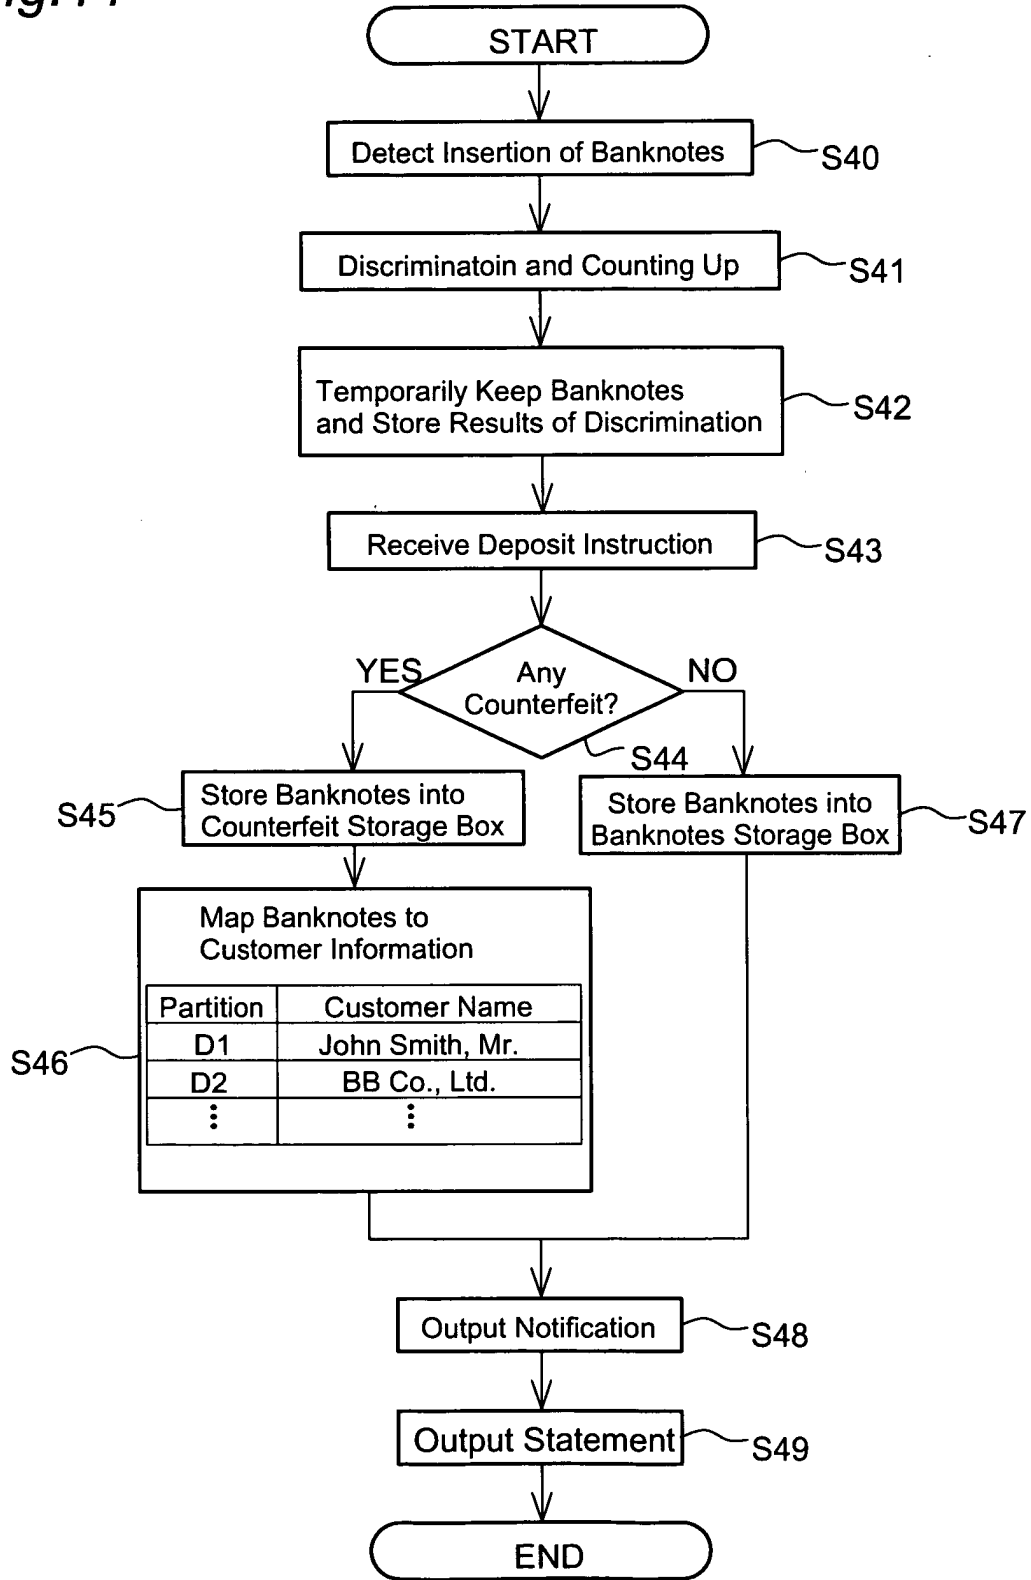 START
Detect Insertion of Banknotes
S40
Discriminatoin and Counting Up
S41
Temporarily Keep Banknotes
and Store Results of Discrimination
S42
Receive Deposit Instruction
S43
YES
Any
Counterfeit?
NO
S44
S45
Store Banknotes into
Counterfeit Storage Box
Store Banknotes into
Banknotes Storage Box
S47
Map Banknotes to
Customer Information
Partition Customer Name
D1 John Smith, Mr.
D2 BB Co., Ltd.
⋮ ⋮
S46
Output Notification
S48
Output Statement
S49
END